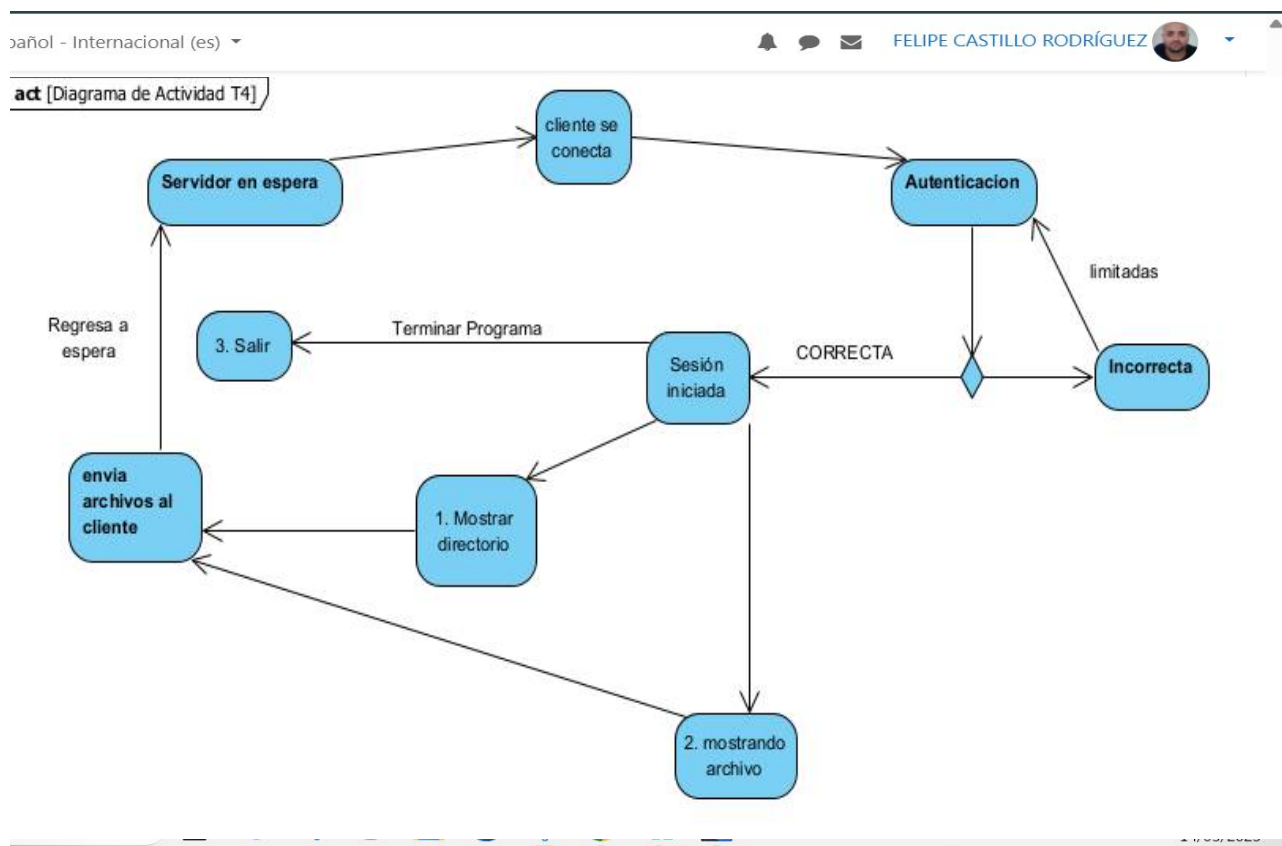 pañol - Internacional (es)
FELIPE CASTILLO RODRÍGUEZ
act [Diagrama de Actividad T4]
cliente se
conecta
Servidor en espera
Autenticacion
limitadas
Regresa a
espera
3. Salir
Terminar Programa
Sesión
iniciada
CORRECTA
Incorrecta
envia
archivos al
cliente
1. Mostrar
directorio
2. mostrando
archivo